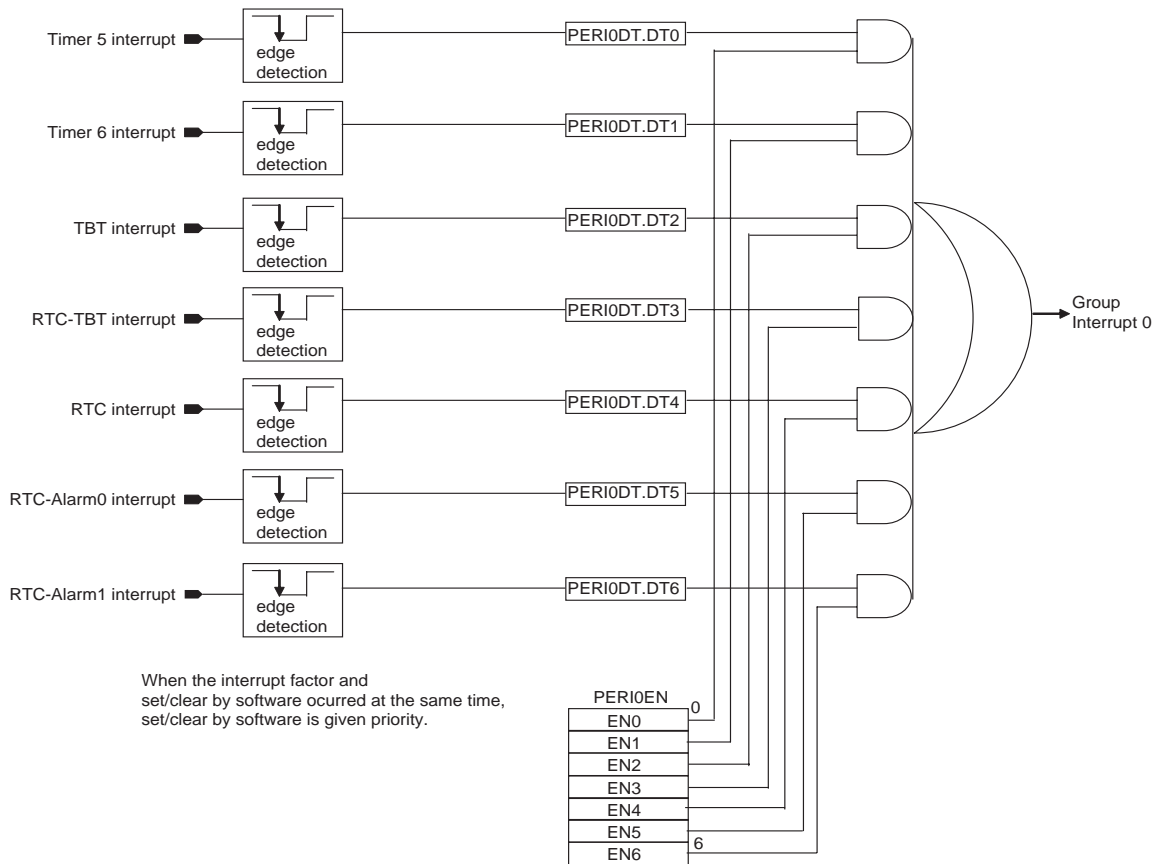 Timer 5 interrupt
edge
detection
PERI0DT.DT0
Timer 6 interrupt
edge
detection
PERI0DT.DT1
TBT interrupt
edge
detection
PERI0DT.DT2
RTC-TBT interrupt
edge
detection
PERI0DT.DT3
Group
Interrupt 0
RTC interrupt
edge
detection
PERI0DT.DT4
RTC-Alarm0 interrupt
edge
detection
PERI0DT.DT5
RTC-Alarm1 interrupt
edge
detection
PERI0DT.DT6
When the interrupt factor and
set/clear by software ocurred at the same time,
set/clear by software is given priority.
PERI0EN
0
EN0
EN1
EN2
EN3
EN4
EN5
6
EN6